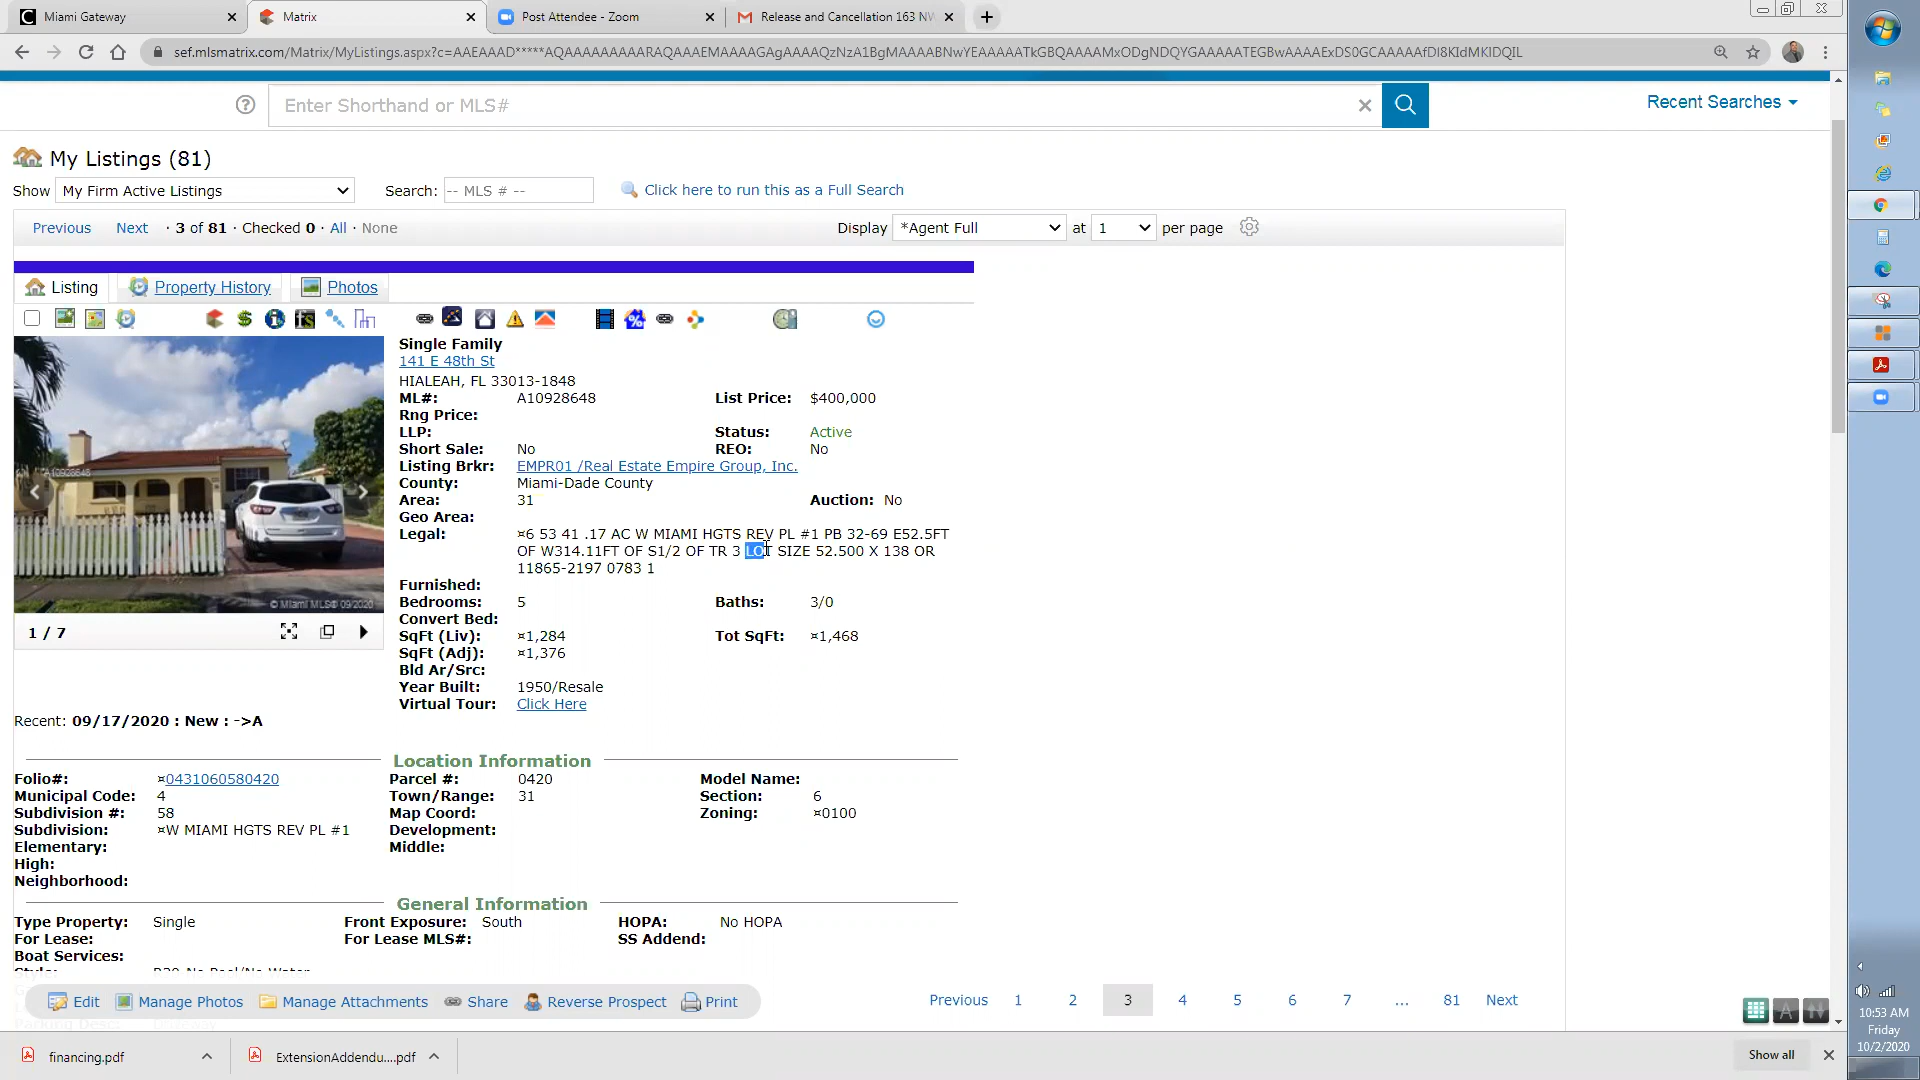 Miami Gateway
Matrix
Post Attendee - Zoom
Release and Cancellation 163 NW
sef.mlsmatrix.com/Matrix/MyListings.aspx?c=AAEAAAD*****AQAAAAAAAAARAQAAAEMAAAAGAgAAAAQzNzA1BgMAAAABNwYEAAAAATkGBQAAAAMxODgNDQYGAAAAATEGBwAAAAExDS0GCAAAAAfDl8KIdMKIDQIL
Enter Shorthand or MLS#
Recent Searches
My Listings (81)
Show My Firm Active Listings Search: -- MLS # -- Click here to run this as a Full Search
Previous Next · 3 of 81 · Checked 0 · All · None Display *Agent Full at 1 per page
Listing Property History Photos
Single Family
141 E 48th St
HIALEAH, FL 33013-1848
ML#: A10928648 List Price: $400,000
Rng Price:
LLP: Status: Active
Short Sale: No REO: No
Listing Brkr: EMPR01 /Real Estate Empire Group, Inc.
County: Miami-Dade County
Area: 31 Auction: No
Geo Area:
Legal: ¤6 53 41 .17 AC W MIAMI HGTS REV PL #1 PB 32-69 E52.5FT
OF W314.11FT OF S1/2 OF TR 3 LOT SIZE 52.500 X 138 OR
11865-2197 0783 1
Furnished:
Bedrooms: 5 Baths: 3/0
Convert Bed:
SqFt (Liv): ¤1,284 Tot SqFt: ¤1,468
SqFt (Adj): ¤1,376
Bld Ar/Src:
Year Built: 1950/Resale
Virtual Tour: Click Here
A10928648
© Miami MLS® 09/2020
1 / 7
Recent: 09/17/2020 : New : ->A
Location Information
Folio#: ¤0431060580420 Parcel #: 0420 Model Name:
Municipal Code: 4 Town/Range: 31 Section: 6
Subdivision #: 58 Map Coord: Zoning: ¤0100
Subdivision: ¤W MIAMI HGTS REV PL #1 Development:
Elementary: Middle:
High:
Neighborhood:
General Information
Type Property: Single Front Exposure: South HOPA: No HOPA
For Lease: For Lease MLS#: SS Addend:
Boat Services:
Edit Manage Photos Manage Attachments Share Reverse Prospect Print
Previous 1 2 3 4 5 6 7 ... 81 Next
financing.pdf
ExtensionAddendu....pdf
Show all
10:53 AM
Friday
10/2/2020